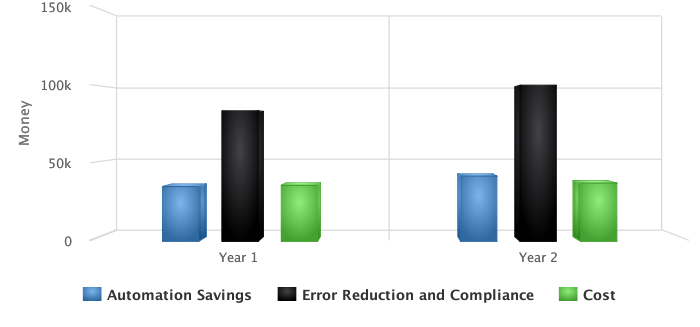 150k
100k
50k
0
Money
Year 1
Year 2
Automation Savings
Error Reduction and Compliance
Cost